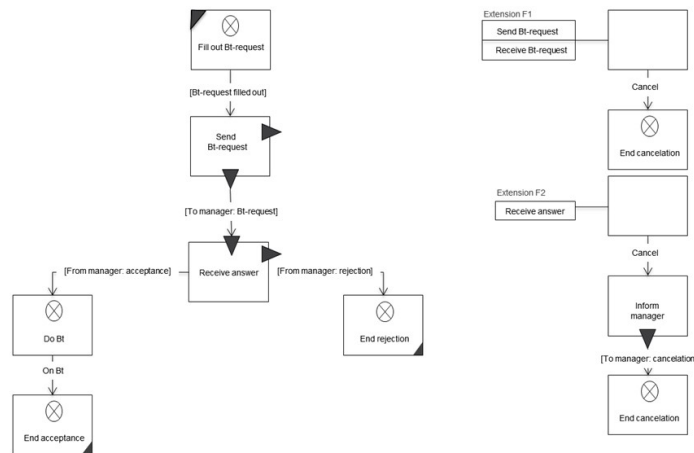 Fill out Bt-request
[Bt-request filled out]
Send
Bt-request
[To manager: Bt-request]
Receive answer
[From manager: acceptance]
[From manager: rejection]
Do Bt
End rejection
On Bt
End acceptance
Extension F1
Send Bt-request
Receive Bt-request
Cancel
End cancelation
Extension F2
Receive answer
Cancel
Inform
manager
[To manager: cancelation
End cancelation